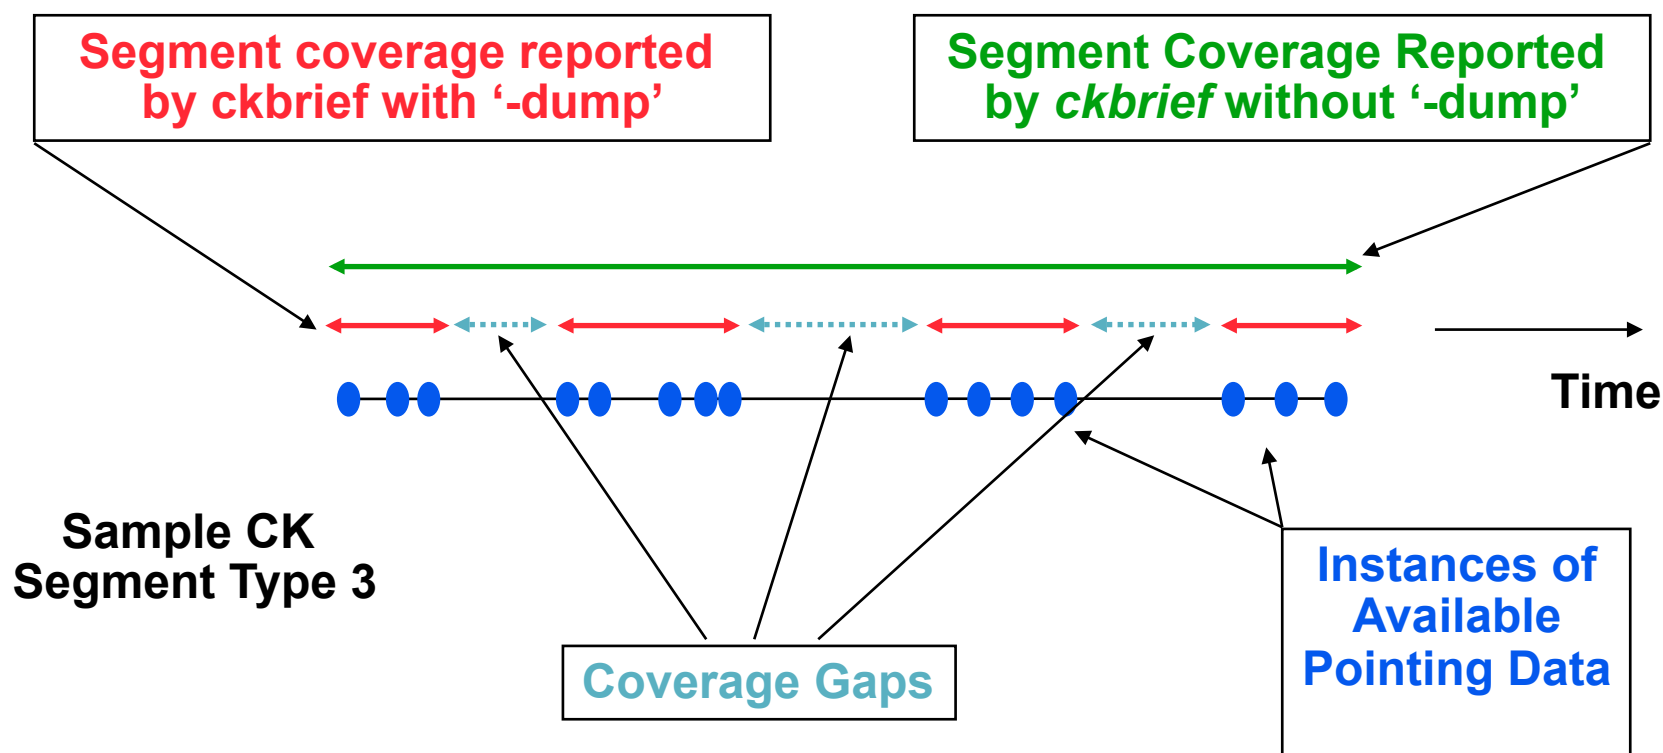 Segment coverage reported
by ckbrief with ‘-dump’
Segment Coverage Reported
by ckbrief without ‘-dump’
Time
Sample CK
Segment Type 3
Coverage Gaps
Instances of
Available
Pointing Data